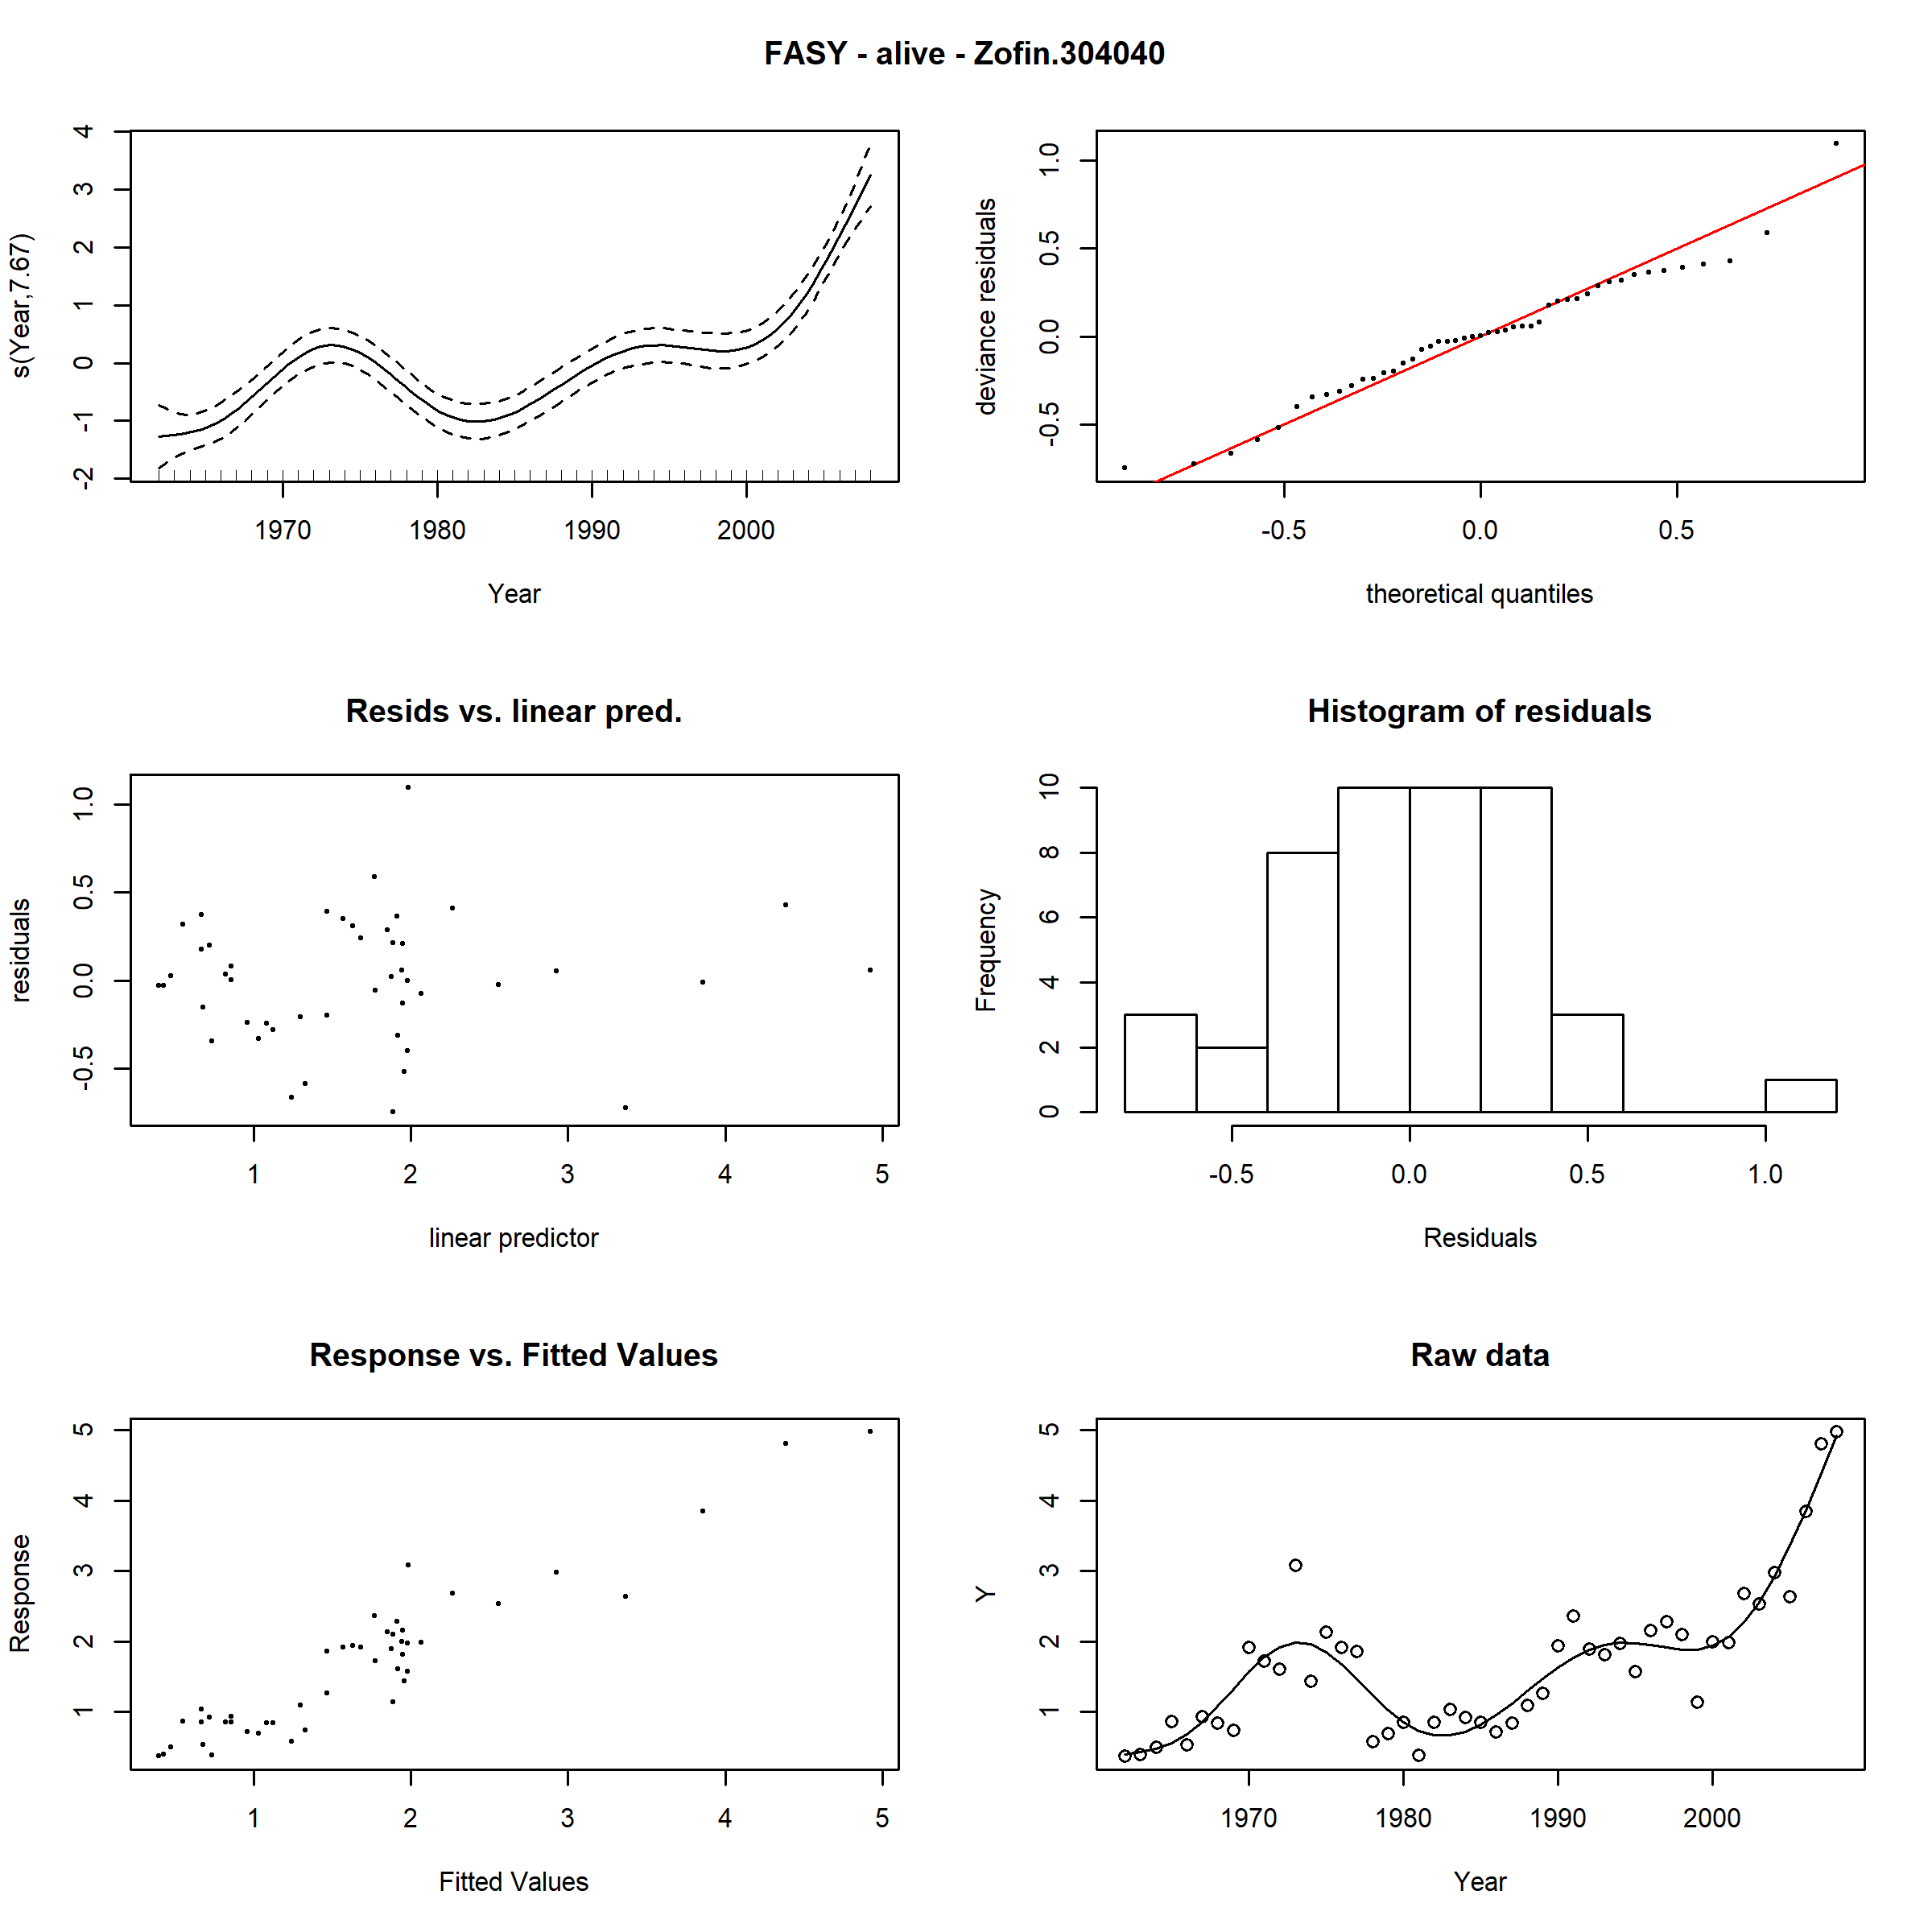 FASY - alive - Zofin.304040
s(Year,7.67)
-2 -1 0 1 2 3 4
1970 1980 1990 2000
Year
deviance residuals
-0.5 0.0 0.5 1.0
-0.5 0.0 0.5
theoretical quantiles
Resids vs. linear pred.
residuals
-0.5 0.0 0.5 1.0
1 2 3 4 5
linear predictor
Histogram of residuals
Frequency
0 2 4 6 8 10
-0.5 0.0 0.5 1.0
Residuals
Response vs. Fitted Values
Response
1 2 3 4 5
1 2 3 4 5
Fitted Values
Raw data
Y
1 2 3 4 5
1970 1980 1990 2000
Year